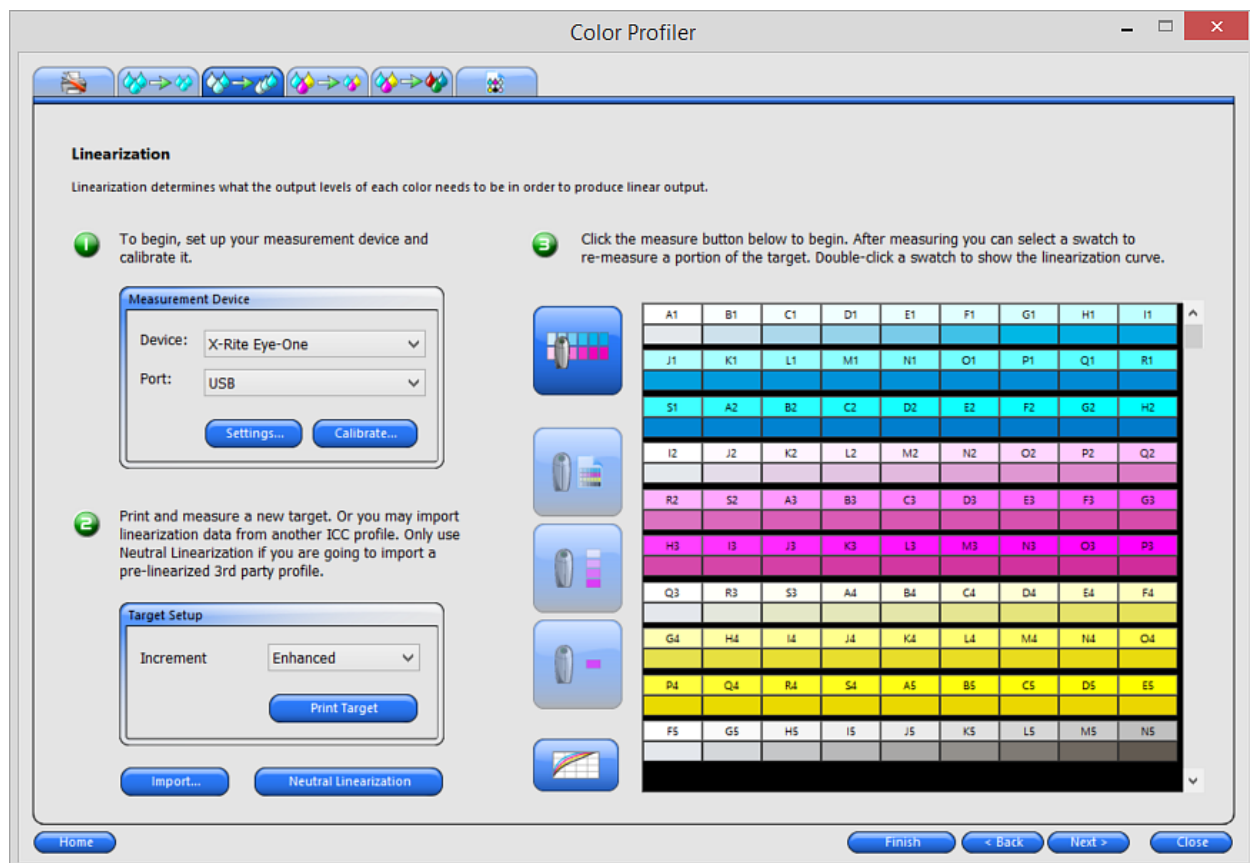 Color Profiler
Linearization
Linearization determines what the output levels of each color needs to be in order to produce linear output.
1
To begin, set up your measurement device and
calibrate it.
Measurement Device
Device:
X-Rite Eye-One
Port:
USB
Settings...
Calibrate...
2
Print and measure a new target. Or you may import
linearization data from another ICC profile. Only use
Neutral Linearization if you are going to import a
pre-linearized 3rd party profile.
Target Setup
Increment
Enhanced
Print Target
Import...
Neutral Linearization
3
Click the measure button below to begin. After measuring you can select a swatch to
re-measure a portion of the target. Double-click a swatch to show the linearization curve.
A1 B1 C1 D1 E1 F1 G1 H1 I1
J1 K1 L1 M1 N1 O1 P1 Q1 R1
S1 A2 B2 C2 D2 E2 F2 G2 H2
I2 J2 K2 L2 M2 N2 O2 P2 Q2
R2 S2 A3 B3 C3 D3 E3 F3 G3
H3 I3 J3 K3 L3 M3 N3 O3 P3
Q3 R3 S3 A4 B4 C4 D4 E4 F4
G4 H4 I4 J4 K4 L4 M4 N4 O4
P4 Q4 R4 S4 A5 B5 C5 D5 E5
F5 G5 H5 I5 J5 K5 L5 M5 N5
Home
Finish
< Back
Next >
Close